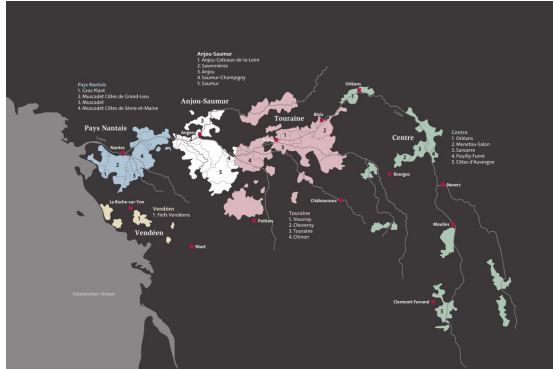 Anjou-Saumur
1. Anjou-Coteaux-de-la-Loire
2. Savennières
3. Anjou
4. Saumur-Champigny
5. Saumur
Pays Nantais
1. Gros Plant
2. Muscadet Côtes de Grand-Lieu
3. Muscadet
4. Muscadet Côtes de Sèvre-et-Maine
Anjou-Saumur
Orléans
Touraine
Blois
Pays Nantais
Angers
Centre
Nantes
Centre
1. Orléans
2. Menetou-Salon
3. Sancerre
4. Pouilly-Fumé
5. Côtes d'Auvergne
Bourges
Nevers
La Roche-sur-Yon
Vendéen
1. Fiefs Vendéens
Châteauroux
Vendéen
Poitiers
Touraine
1. Vouvray
2. Cheverny
3. Touraine
4. Chinon
Moulins
Niort
Atlantischer Ozean
Clermont-Ferrand